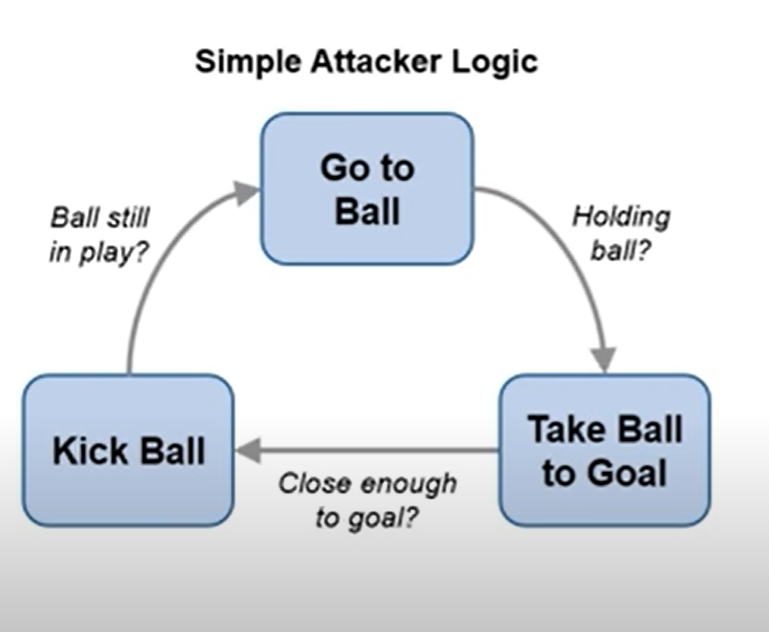 Simple Attacker Logic
Go to
Ball
Ball still
in play?
Holding
ball?
Kick Ball
Take Ball
to Goal
Close enough
to goal?